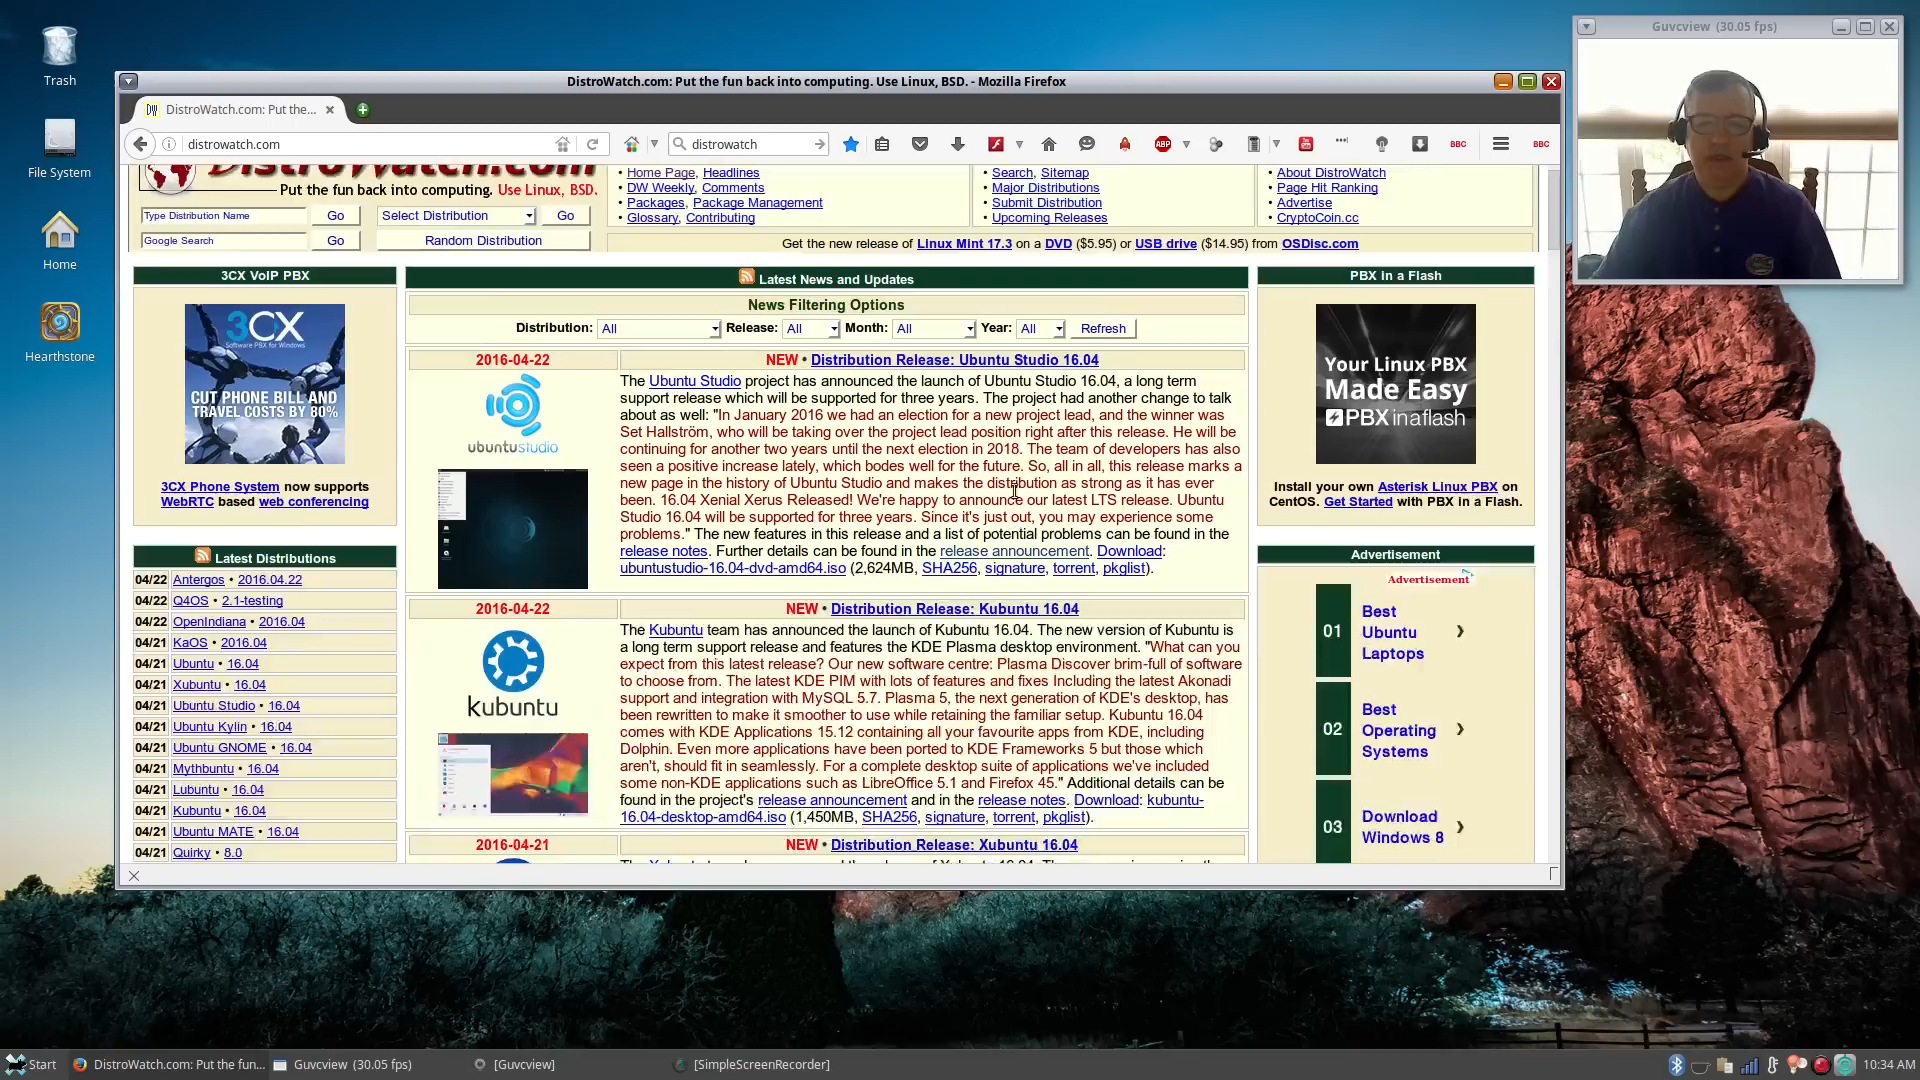 Trash
File System
Home
Hearthstone
DistroWatch.com: Put the fun back into computing. Use Linux, BSD. - Mozilla Firefox
DistroWatch.com: Put the...
distrowatch.com
distrowatch
ABP
BBC
BBC
DistroWatch.com
Put the fun back into computing. Use Linux, BSD.
Type Distribution Name
Go
Select Distribution
Go
Google Search
Go
Random Distribution
• Home Page, Headlines
• DW Weekly, Comments
• Packages, Package Management
• Glossary, Contributing
• Search, Sitemap
• Major Distributions
• Submit Distribution
• Upcoming Releases
• About DistroWatch
• Page Hit Ranking
• Advertise
• CryptoCoin.cc
Get the new release of Linux Mint 17.3 on a DVD ($5.95) or USB drive ($14.95) from OSDisc.com
3CX VoIP PBX
3CX
Software PBX for Windows
CUT PHONE BILL AND
TRAVEL COSTS BY 80%
3CX Phone System now supports
WebRTC based web conferencing
Latest Distributions
04/22 Antergos • 2016.04.22
04/22 Q4OS • 2.1-testing
04/22 OpenIndiana • 2016.04
04/21 KaOS • 2016.04
04/21 Ubuntu • 16.04
04/21 Xubuntu • 16.04
04/21 Ubuntu Studio • 16.04
04/21 Ubuntu Kylin • 16.04
04/21 Ubuntu GNOME • 16.04
04/21 Mythbuntu • 16.04
04/21 Lubuntu • 16.04
04/21 Kubuntu • 16.04
04/21 Ubuntu MATE • 16.04
04/21 Quirky • 8.0
Latest News and Updates
News Filtering Options
Distribution: All Release: All Month: All Year: All Refresh
2016-04-22
NEW • Distribution Release: Ubuntu Studio 16.04
ubuntustudio
The Ubuntu Studio project has announced the launch of Ubuntu Studio 16.04, a long term
support release which will be supported for three years. The project had another change to talk
about as well: "In January 2016 we had an election for a new project lead, and the winner was
Set Hallström, who will be taking over the project lead position right after this release. He will be
continuing for another two years until the next election in 2018. The team of developers has also
seen a positive increase lately, which bodes well for the future. So, all in all, this release marks a
new page in the history of Ubuntu Studio and makes the distribution as strong as it has ever
been. 16.04 Xenial Xerus Released! We're happy to announce our latest LTS release. Ubuntu
Studio 16.04 will be supported for three years. Since it's just out, you may experience some
problems." The new features in this release and a list of potential problems can be found in the
release notes. Further details can be found in the release announcement. Download:
ubuntustudio-16.04-dvd-amd64.iso (2,624MB, SHA256, signature, torrent, pkglist).
2016-04-22
NEW • Distribution Release: Kubuntu 16.04
kubuntu
The Kubuntu team has announced the launch of Kubuntu 16.04. The new version of Kubuntu is
a long term support release and features the KDE Plasma desktop environment. "What can you
expect from this latest release? Our new software centre: Plasma Discover brim-full of software
to choose from. The latest KDE PIM with lots of features and fixes Including the latest Akonadi
support and integration with MySQL 5.7. Plasma 5, the next generation of KDE's desktop, has
been rewritten to make it smoother to use while retaining the familiar setup. Kubuntu 16.04
comes with KDE Applications 15.12 containing all your favourite apps from KDE, including
Dolphin. Even more applications have been ported to KDE Frameworks 5 but those which
aren't, should fit in seamlessly. For a complete desktop suite of applications we've included
some non-KDE applications such as LibreOffice 5.1 and Firefox 45." Additional details can be
found in the project's release announcement and in the release notes. Download: kubuntu-
16.04-desktop-amd64.iso (1,450MB, SHA256, signature, torrent, pkglist).
2016-04-21
NEW • Distribution Release: Xubuntu 16.04
PBX in a Flash
Your Linux PBX
Made Easy
PBXinaflash
Install your own Asterisk Linux PBX on
CentOS. Get Started with PBX in a Flash.
Advertisement
Advertisement
01 Best
Ubuntu
Laptops
02 Best
Operating
Systems
03 Download
Windows 8
Guvcview (30.05 fps)
Start
DistroWatch.com: Put the fun...
Guvcview (30.05 fps)
[Guvcview]
[SimpleScreenRecorder]
10:34 AM